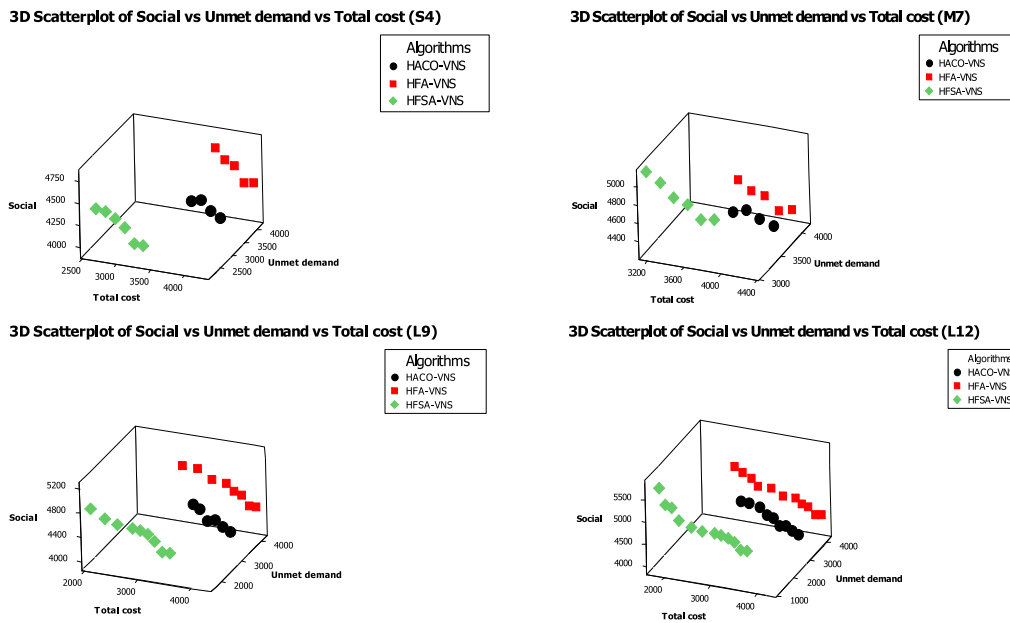 3D Scatterplot of Social vs Unmet demand vs Total cost (S4)
Algorithms
HACO-VNS
HFA-VNS
HFSA-VNS
4750
4500
4250
4000
Social
2500
3000
3500
4000
Total cost
2500
3000
3500
4000
Unmet demand
3D Scatterplot of Social vs Unmet demand vs Total cost (M7)
Algorithms
HACO-VNS
HFA-VNS
HFSA-VNS
5000
4800
4600
4400
Social
3200
3600
4000
4400
Total cost
3000
3500
4000
Unmet demand
3D Scatterplot of Social vs Unmet demand vs Total cost (L9)
Algorithms
HACO-VNS
HFA-VNS
HFSA-VNS
5200
4800
4400
4000
Social
2000
3000
4000
Total cost
2000
3000
4000
Unmet demand
3D Scatterplot of Social vs Unmet demand vs Total cost (L12)
Algorithms
HACO-VNS
HFA-VNS
HFSA-VNS
5500
5000
4500
4000
Social
2000
3000
4000
Total cost
1000
2000
3000
4000
Unmet demand